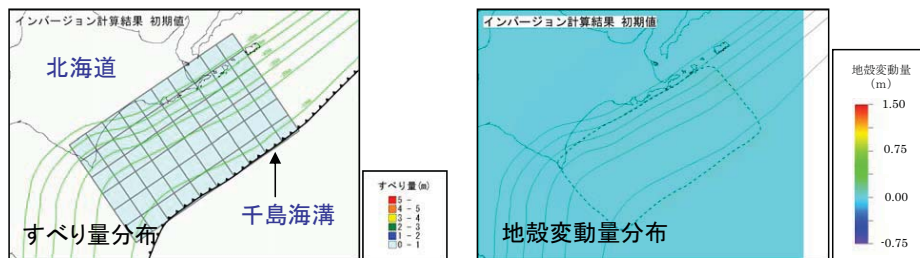 インバージョン計算結果 初期値
北海道
千島海溝
すべり量分布
すべり量(m)
5 -
4 - 5
3 - 4
2 - 3
1 - 2
0 - 1
インバージョン計算結果 初期値
地殻変動量分布
地殻変動量
(m)
1.50
0.75
0.00
-0.75